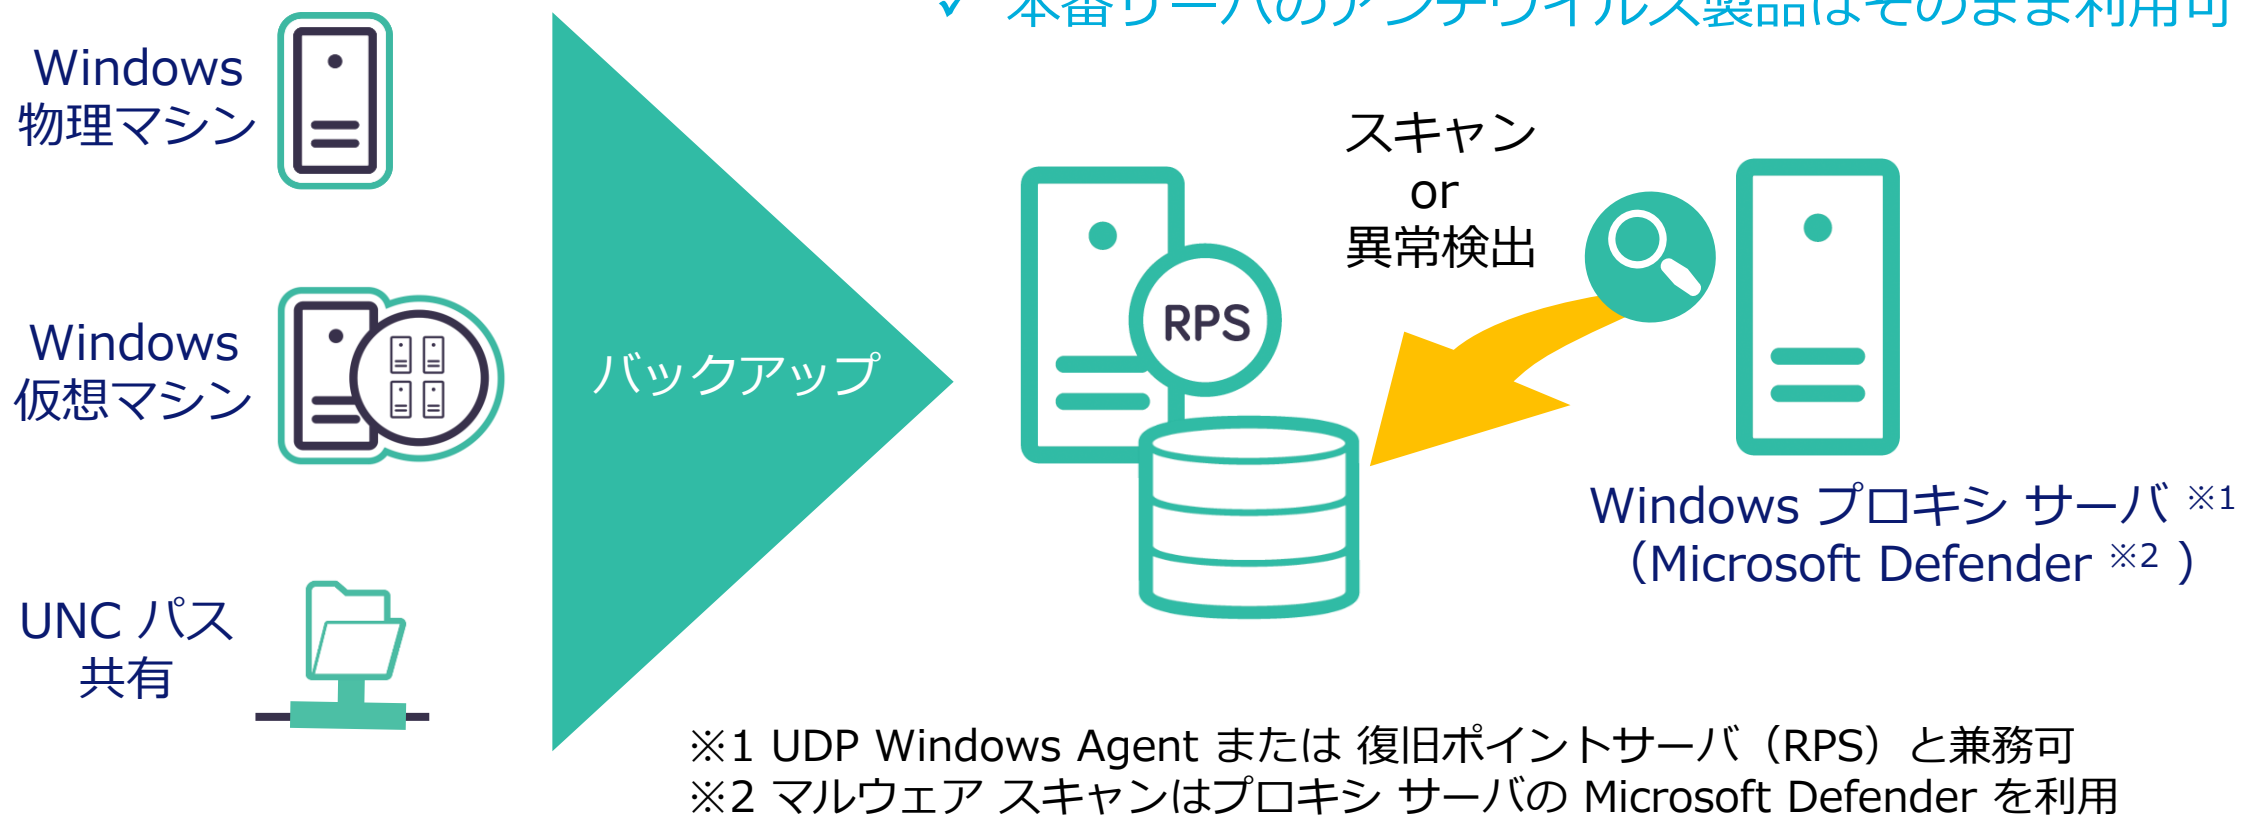 ✓ 本番サーバのアンチウイルス製品はそのまま利用可
Windows
物理マシン
Windows
仮想マシン
UNC パス
共有
バックアップ
RPS
スキャン
or
異常検出
Windows プロキシ サーバ ※1
（Microsoft Defender ※2 )
※1 UDP Windows Agent または 復旧ポイントサーバ（RPS）と兼務可
※2 マルウェア スキャンはプロキシ サーバの Microsoft Defender を利用